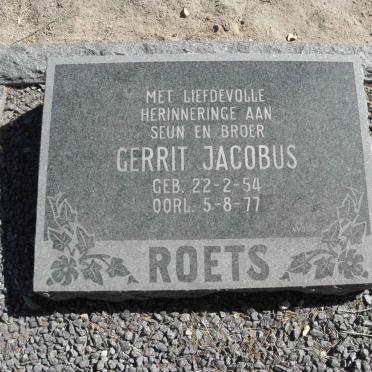 MET LIEFDEVOLLE
HERINNERINGE AAN
SEUN EN BROER
GERRIT JACOBUS
GEB. 22-2-54
OORL. 5-8-77
ROETS